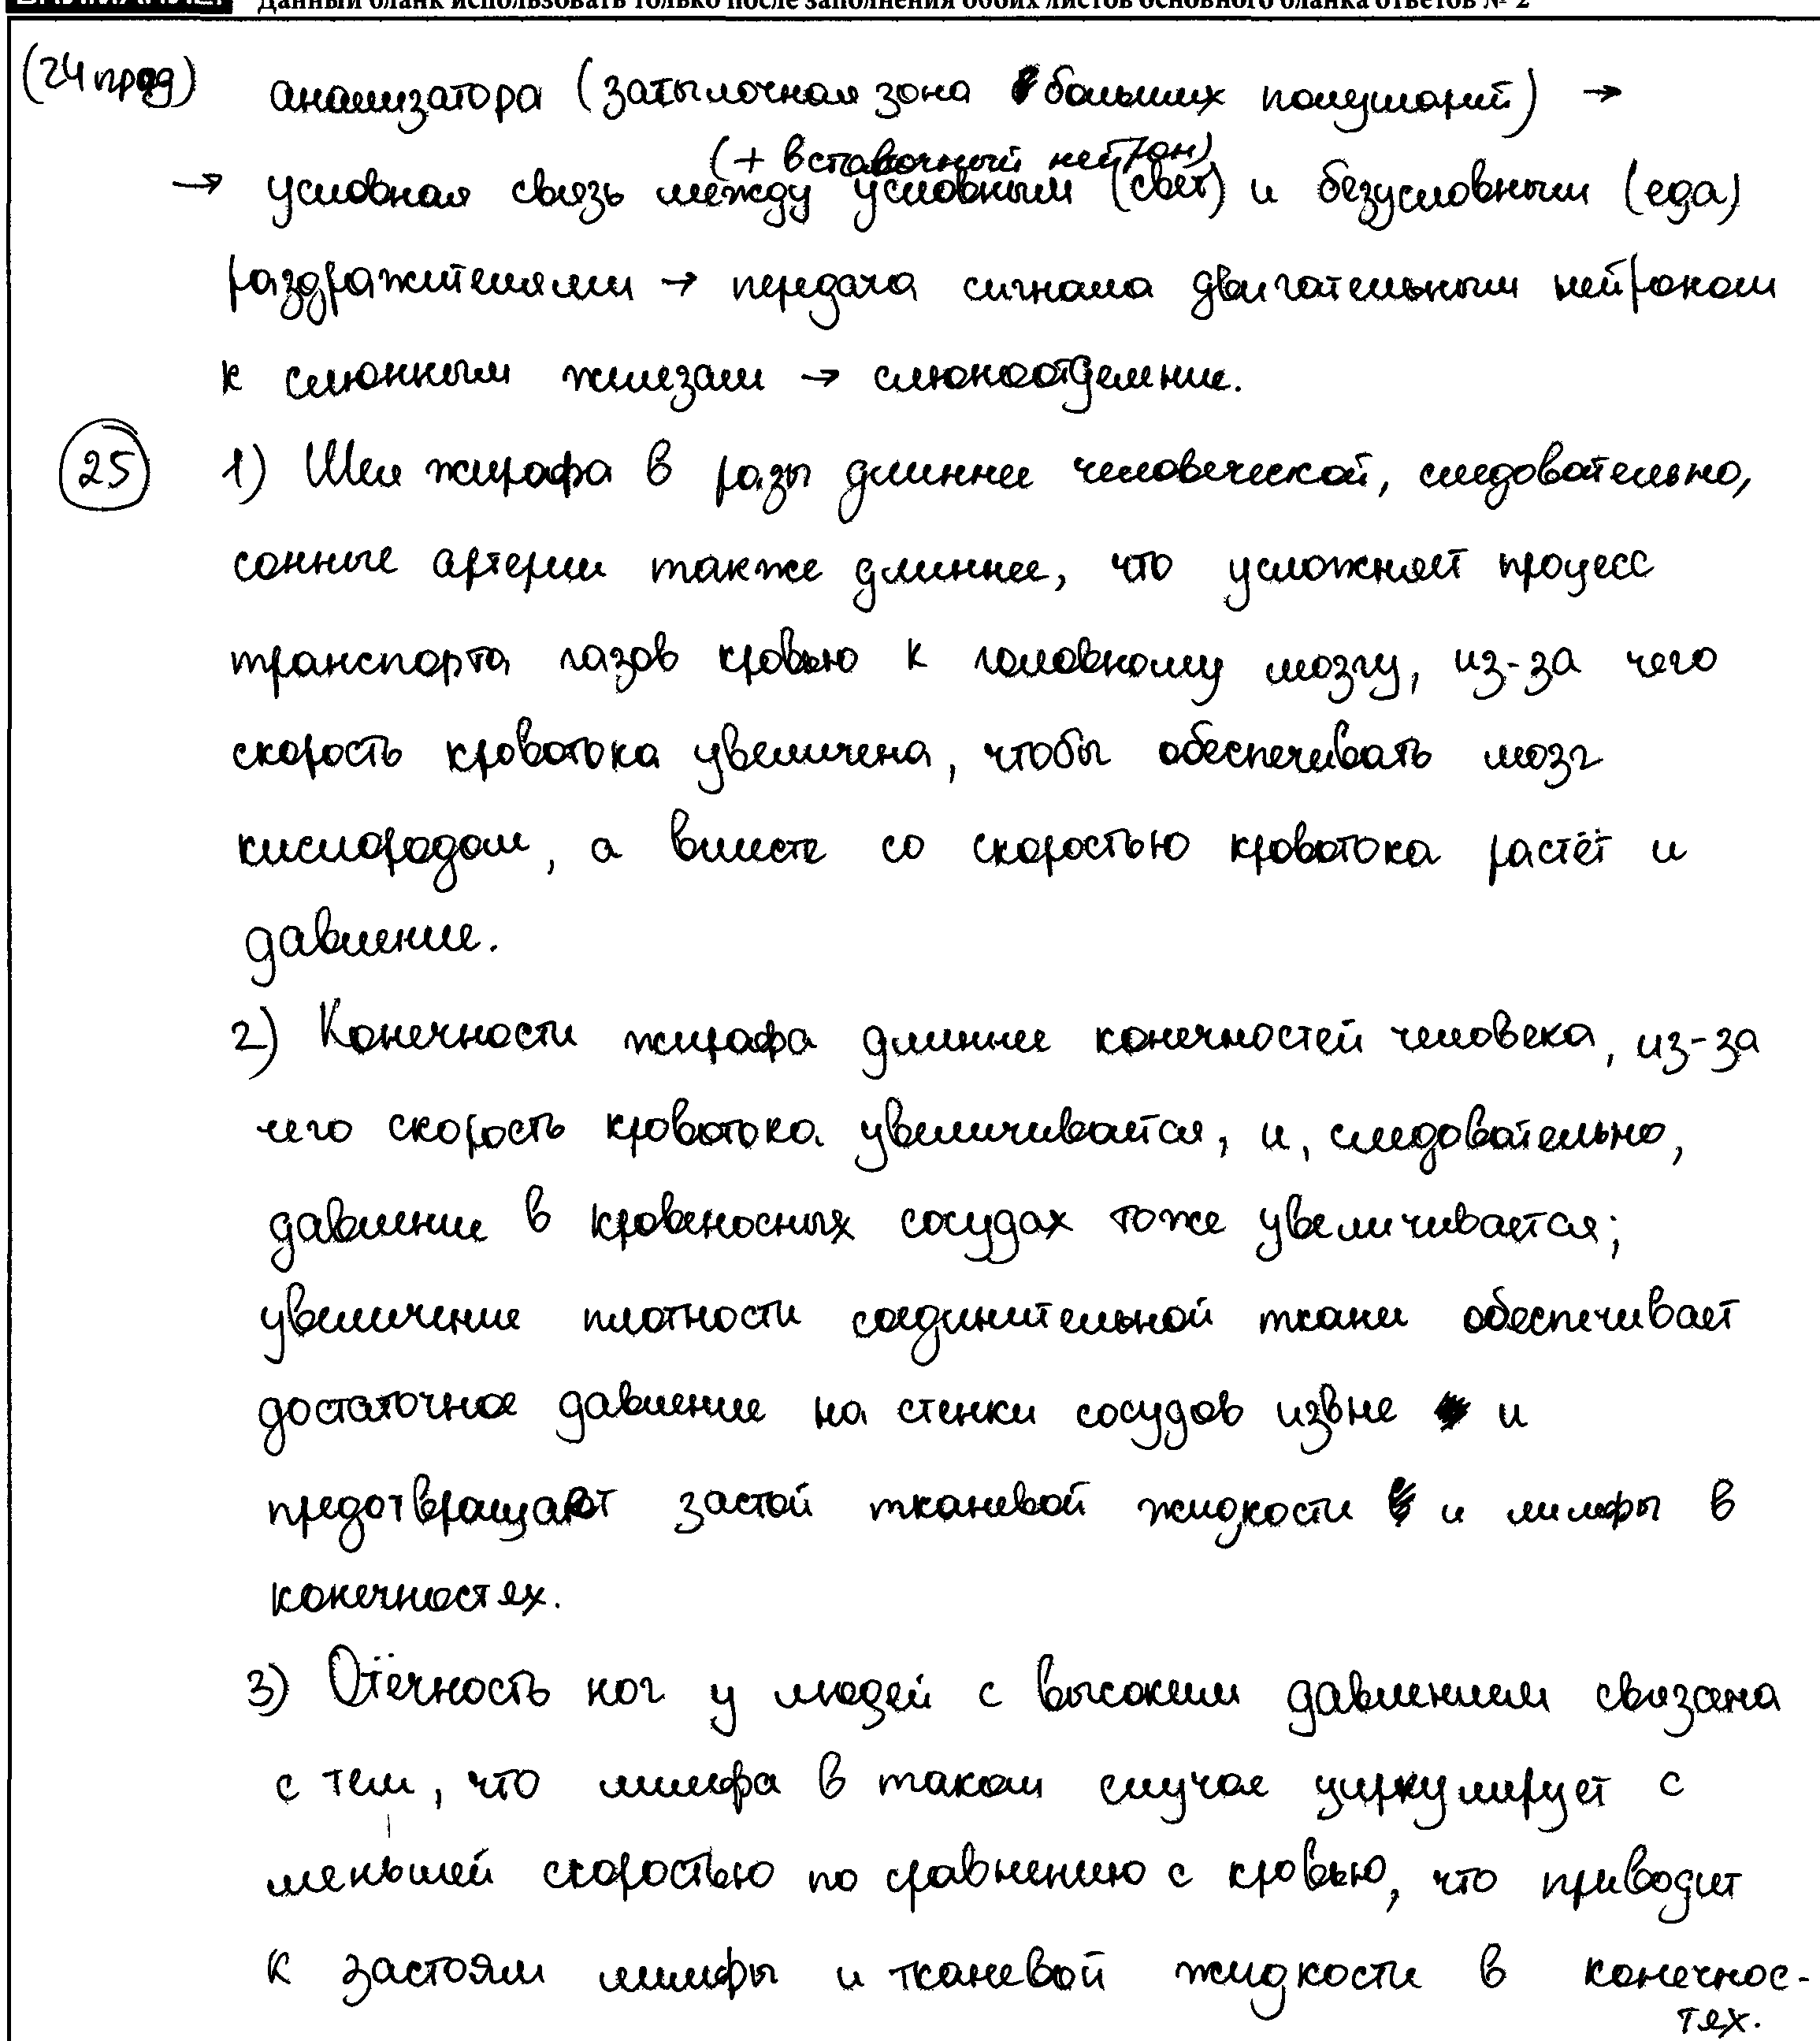 Данный бланк использовать только после заполнения обоих листов основного бланка ответов № 2
(24 прод) анализатора (затылочная зона больших полушарий) →
(+ вставочный нейрон)
→ условная связь между условным (свет) и безусловным (еда)
раздражителями → передача сигнала двигательным нейроном
к слюнным железам → слюноотделение.
25 1) Шея жирафа в разы длиннее человеческой, следовательно,
сонные артерии также длиннее, что усложняет процесс
транспорта газов кровью к головному мозгу, из-за чего
скорость кровотока увеличена, чтобы обеспечивать мозг
кислородом, а вместе со скоростью кровотока растёт и
давление.
2) Конечности жирафа длиннее конечностей человека, из-за
чего скорость кровотока увеличивается, и, следовательно,
давление в кровеносных сосудах тоже увеличивается;
увеличение плотности соединительной ткани обеспечивает
достаточное давление на стенки сосудов извне и
предотвращает застой тканевой жидкости и лимфы в
конечностях.
3) Отёчность ног у людей с высоким давлением связана
с тем, что лимфа в таком случае циркулирует с
меньшей скоростью по сравнению с кровью, что приводит
к застоям лимфы и тканевой жидкости в конечнос-
тях.